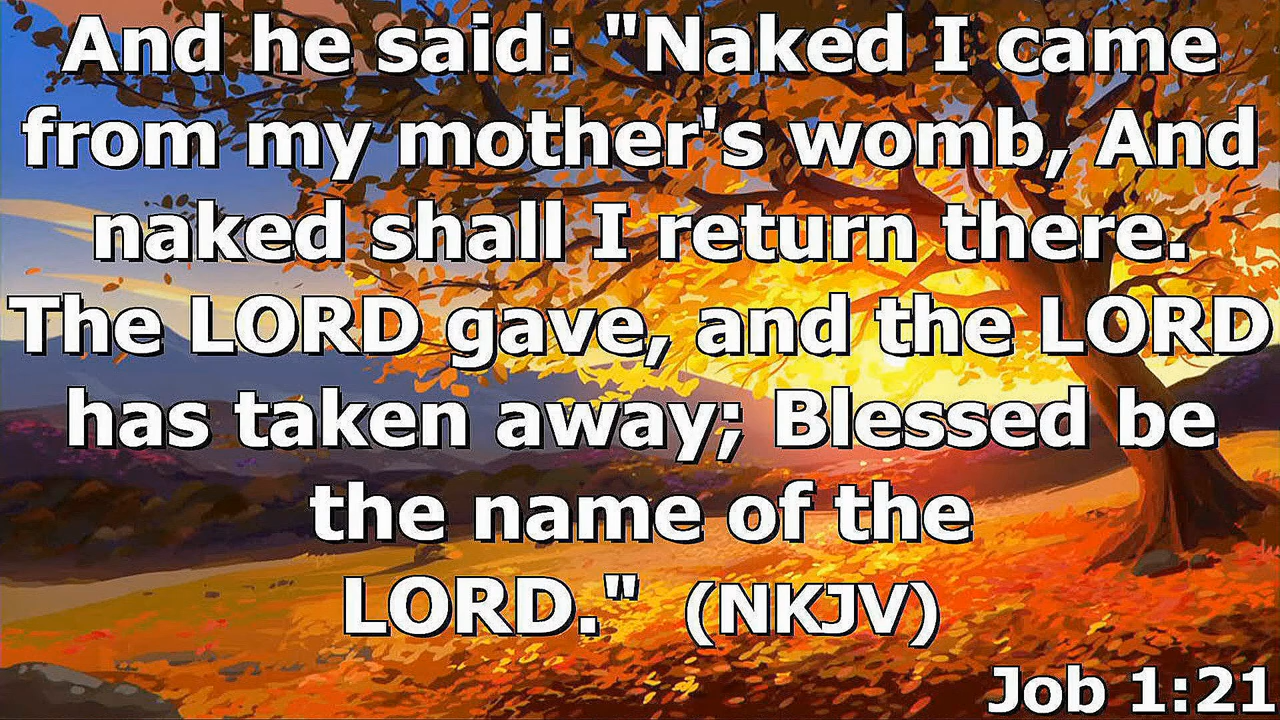 And he said: "Naked I came
from my mother's womb, And
naked shall I return there.
The LORD gave, and the LORD
has taken away; Blessed be
the name of the
LORD." (NKJV)
Job 1:21